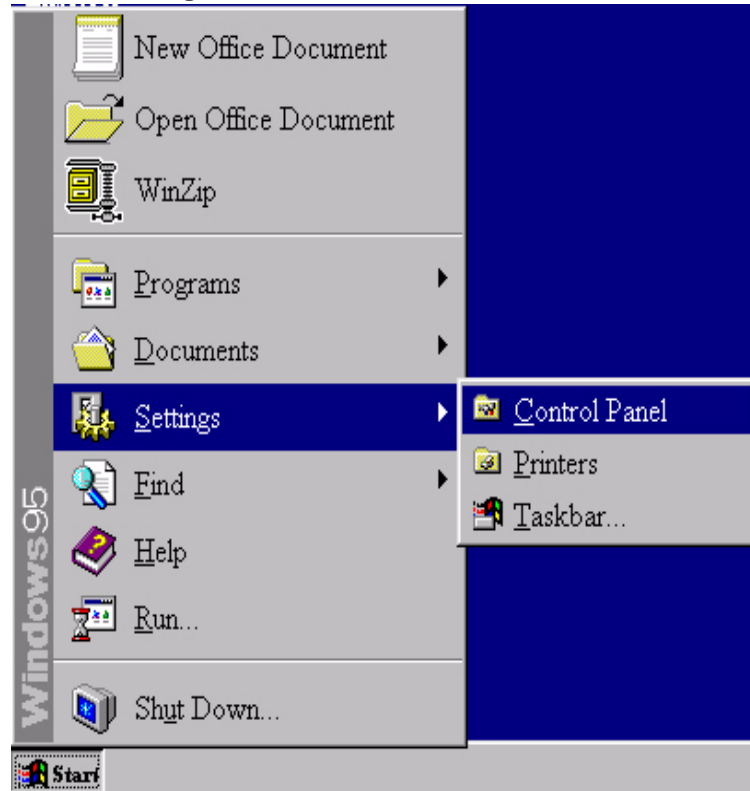 New Office Document
Open Office Document
WinZip
Programs
Documents
Settings
Control Panel
Printers
Taskbar...
Find
Help
Run...
Shut Down...
Windows95
Start